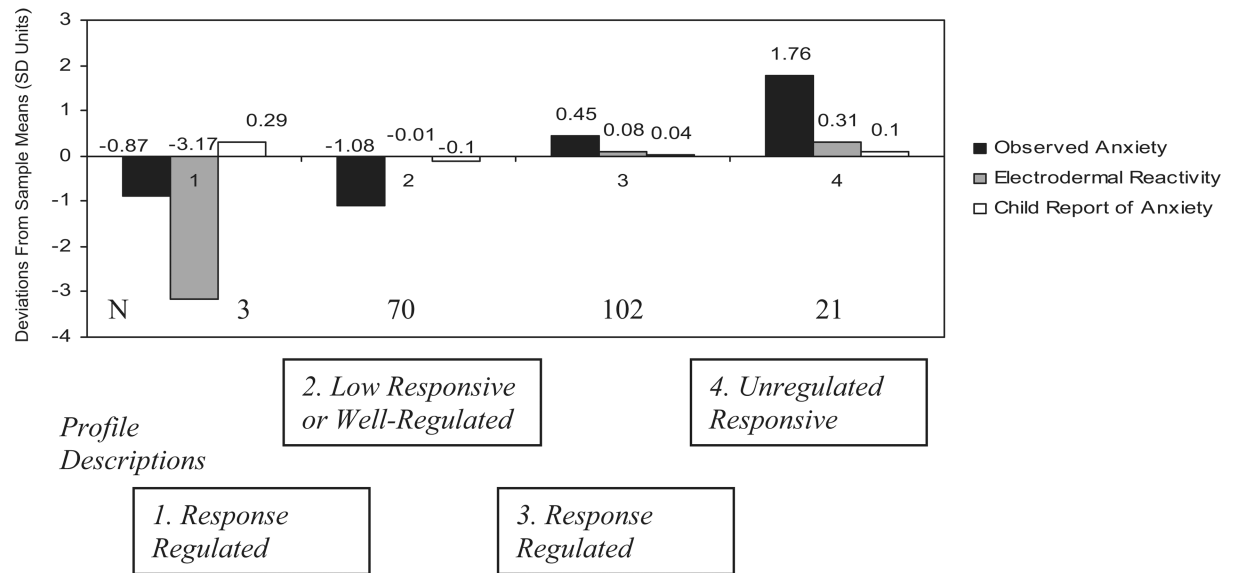 Deviations From Sample Means (SD Units)
3
2
1
0
-1
-2
-3
-4
-0.87
-3.17
0.29
-1.08
-0.01
-0.1
0.45
0.08
0.04
1.76
0.31
0.1
1
2
3
4
N
3
70
102
21
Observed Anxiety
Electrodermal Reactivity
Child Report of Anxiety
Profile
Descriptions
1. Response
Regulated
2. Low Responsive
or Well-Regulated
3. Response
Regulated
4. Unregulated
Responsive